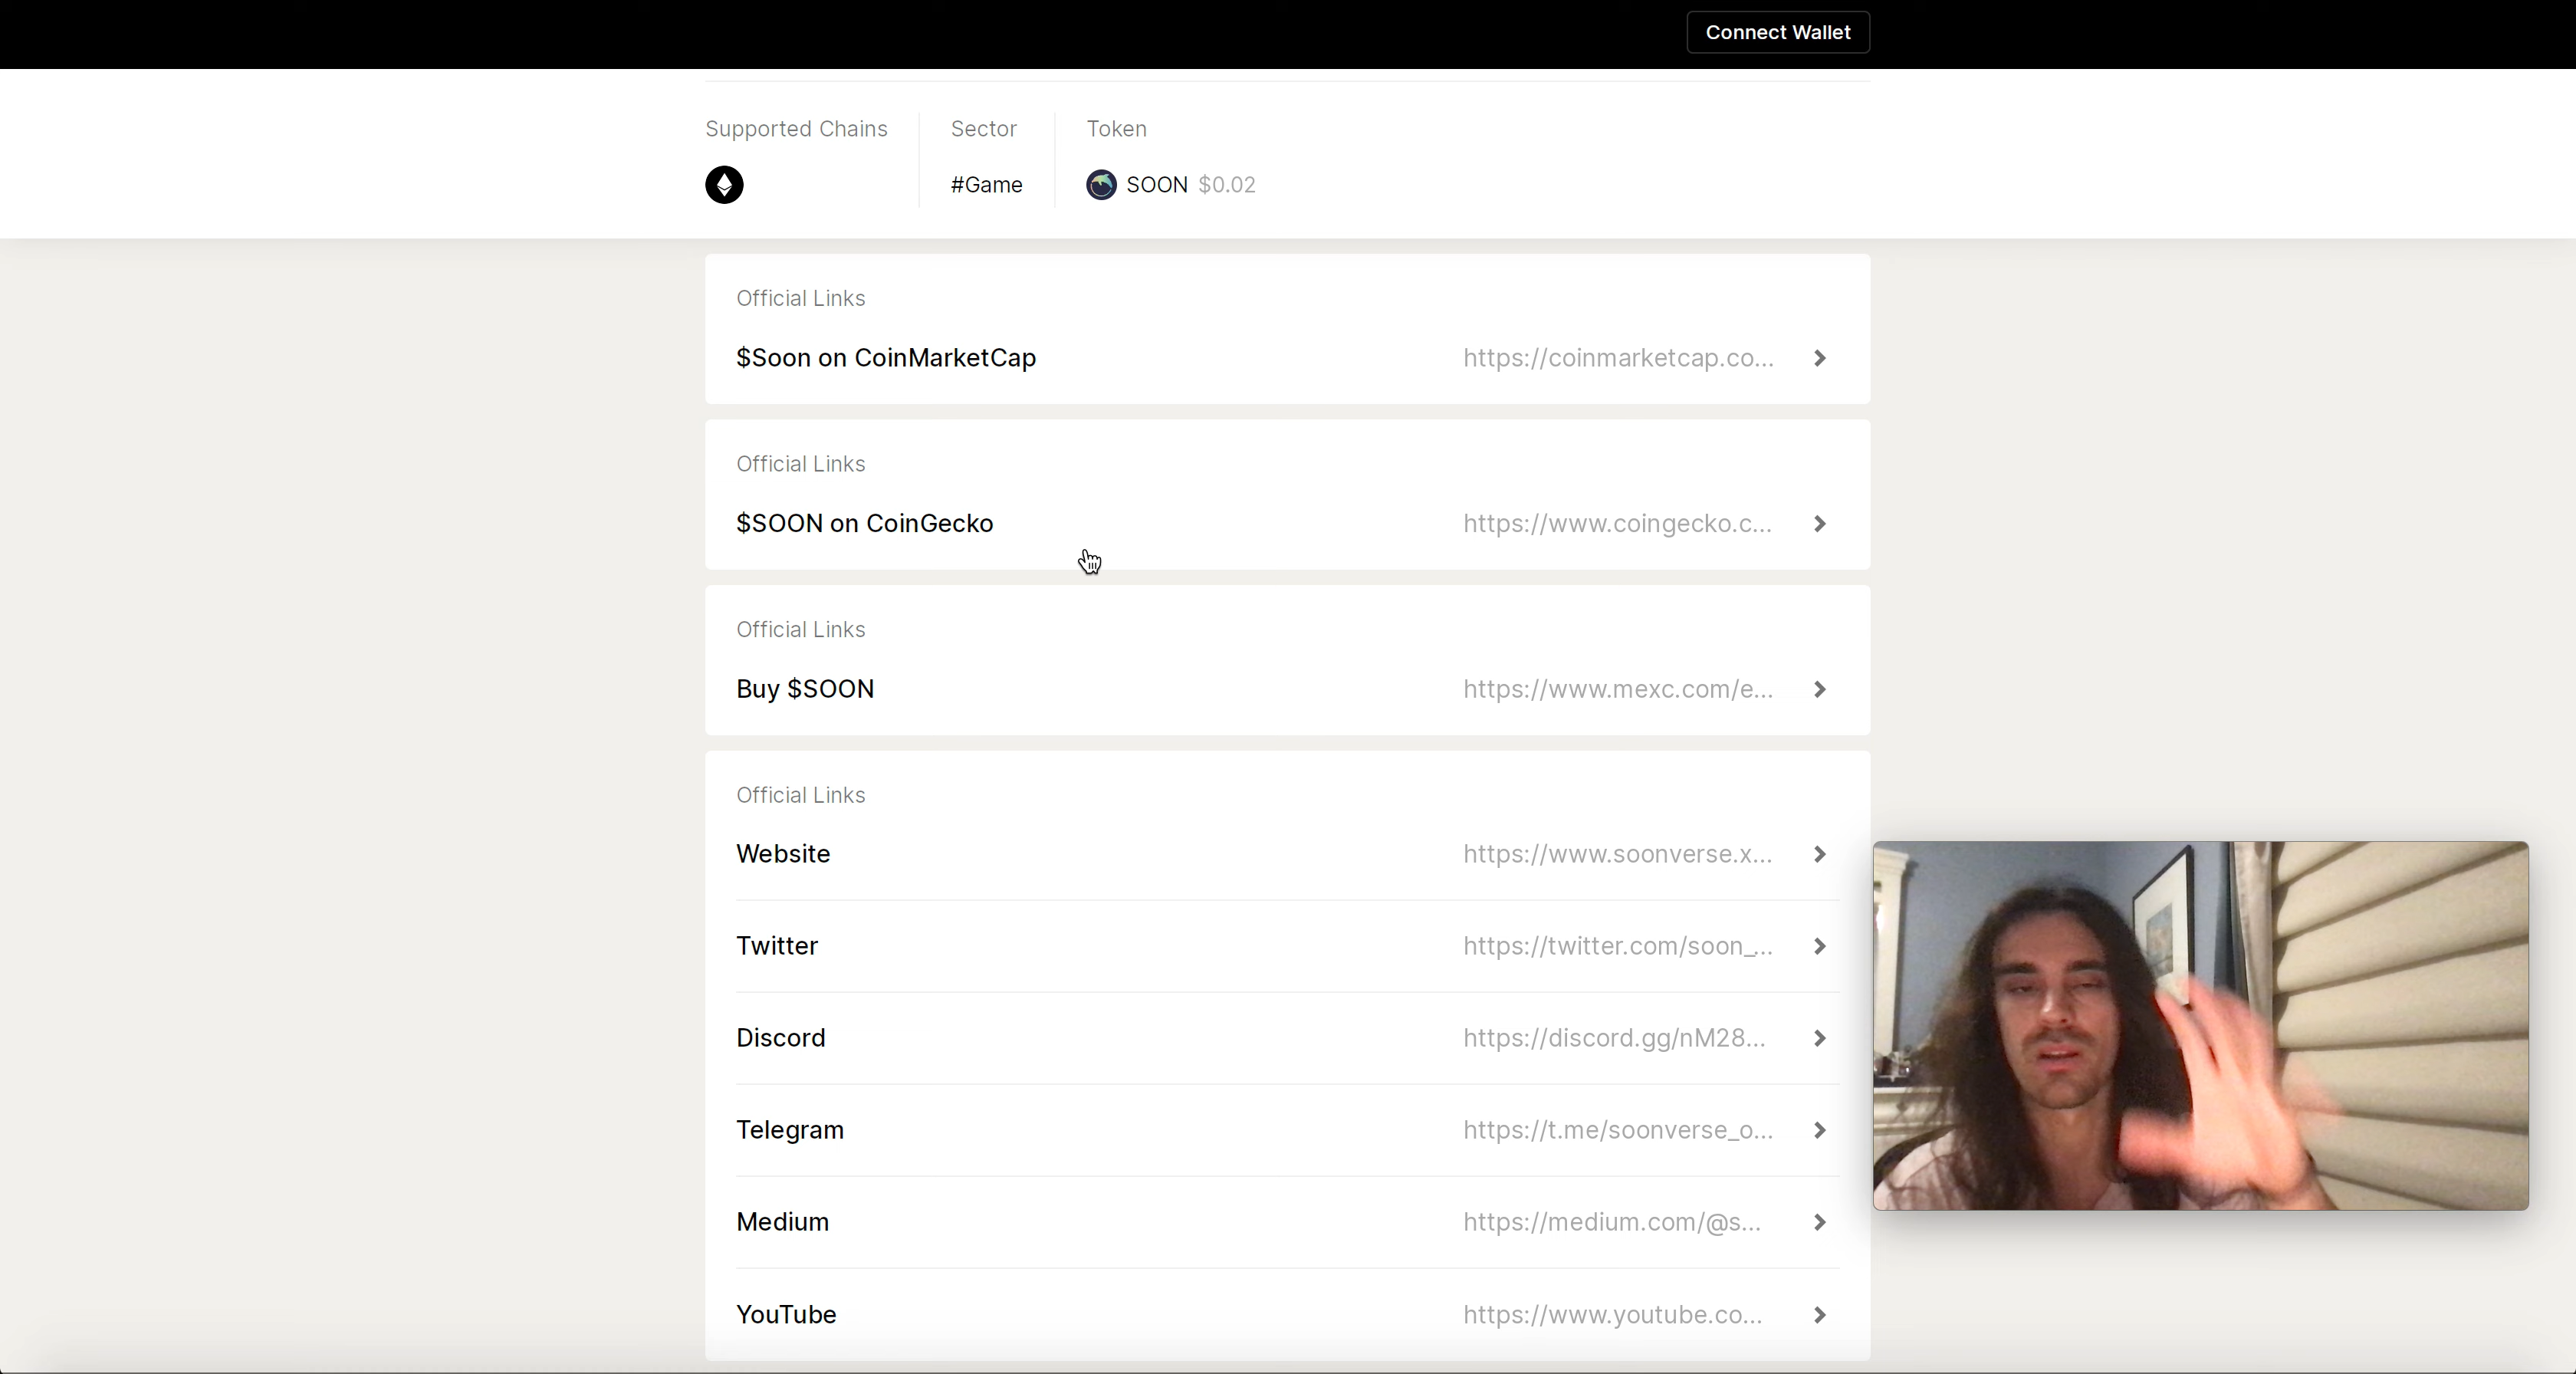 Connect Wallet
Supported Chains
Sector
Token
#Game
SOON $0.02
Official Links
$Soon on CoinMarketCap
https://coinmarketcap.co...
Official Links
$SOON on CoinGecko
https://www.coingecko.c...
Official Links
Buy $SOON
https://www.mexc.com/e...
Official Links
Website
https://www.soonverse.x...
Twitter
https://twitter.com/soon_...
Discord
https://discord.gg/nM28...
Telegram
https://t.me/soonverse_o...
Medium
https://medium.com/@s...
YouTube
https://www.youtube.co...